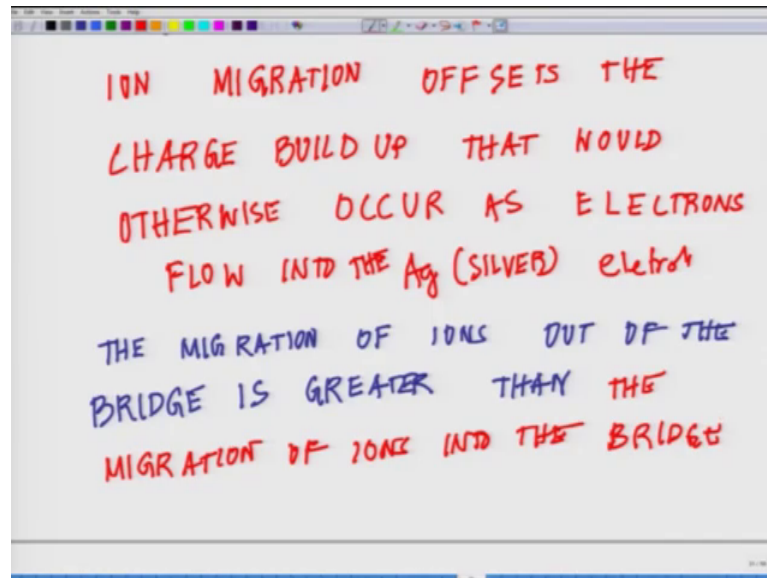 ION MIGRATION OFFSETS THE
CHARGE BUILD UP THAT WOULD
OTHERWISE OCCUR AS ELECTRONS
FLOW INTO THE Ag (SILVER) eletrot
THE MIGRATION OF IONS OUT OF THE
BRIDGE IS GREATER THAN THE
MIGRATION OF IONS INTO THE BRIDGE